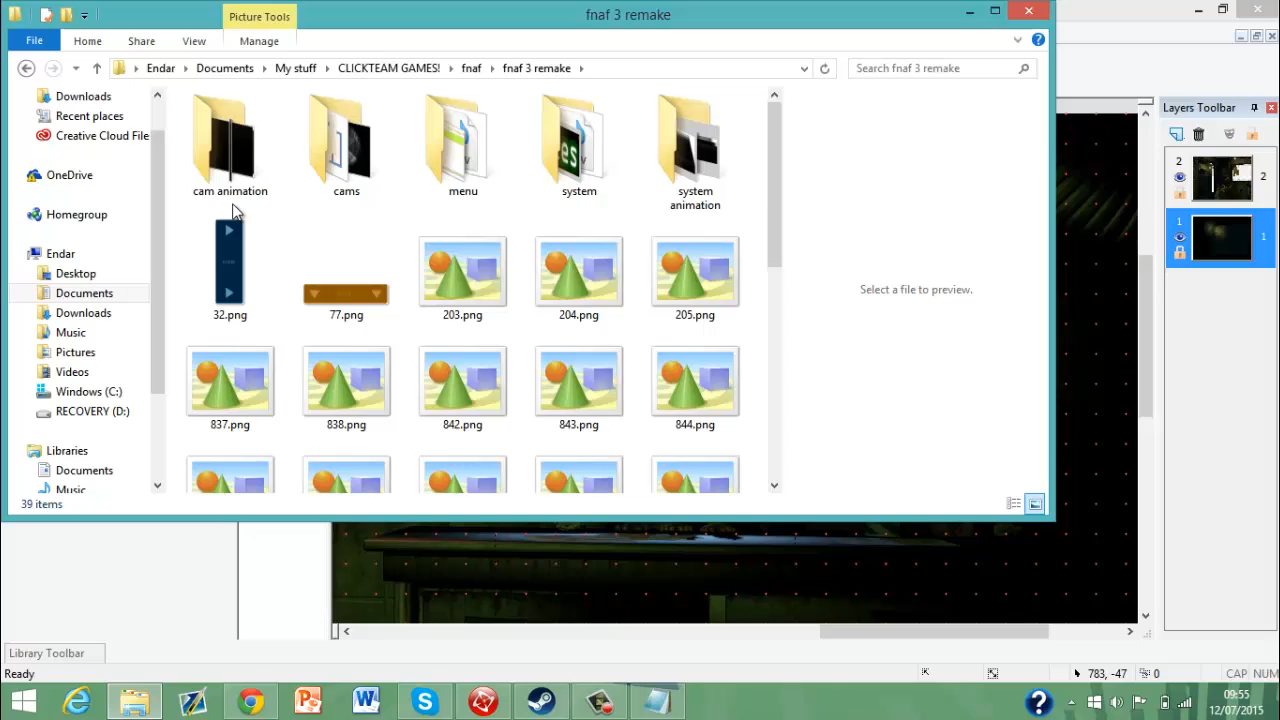 Picture Tools
fnaf 3 remake
File
Home
Share
View
Manage
Endar
Documents
My stuff
CLICKTEAM GAMES!
fnaf
fnaf 3 remake
Search fnaf 3 remake
Downloads
Recent places
Creative Cloud File
OneDrive
Homegroup
Endar
Desktop
Documents
Downloads
Music
Pictures
Videos
Windows (C:)
RECOVERY (D:)
Libraries
Documents
Music
cam animation
cams
menu
system
system
animation
es
32.png
77.png
203.png
204.png
205.png
837.png
838.png
842.png
843.png
844.png
Select a file to preview.
39 items
Layers Toolbar
2
2
1
1
Library Toolbar
Ready
783, -47
0
CAP
NUM
09:55
12/07/2015